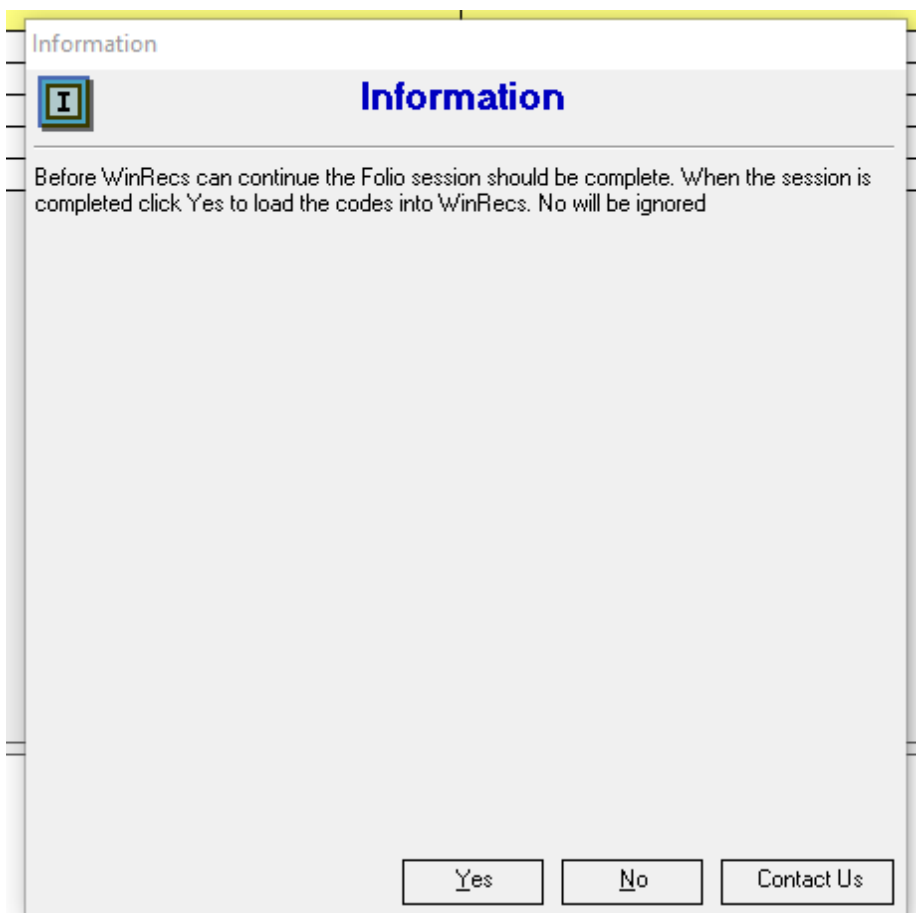 Information
I
Information
Before WinRecs can continue the Folio session should be complete. When the session is
completed click Yes to load the codes into WinRecs. No will be ignored
Yes
No
Contact Us